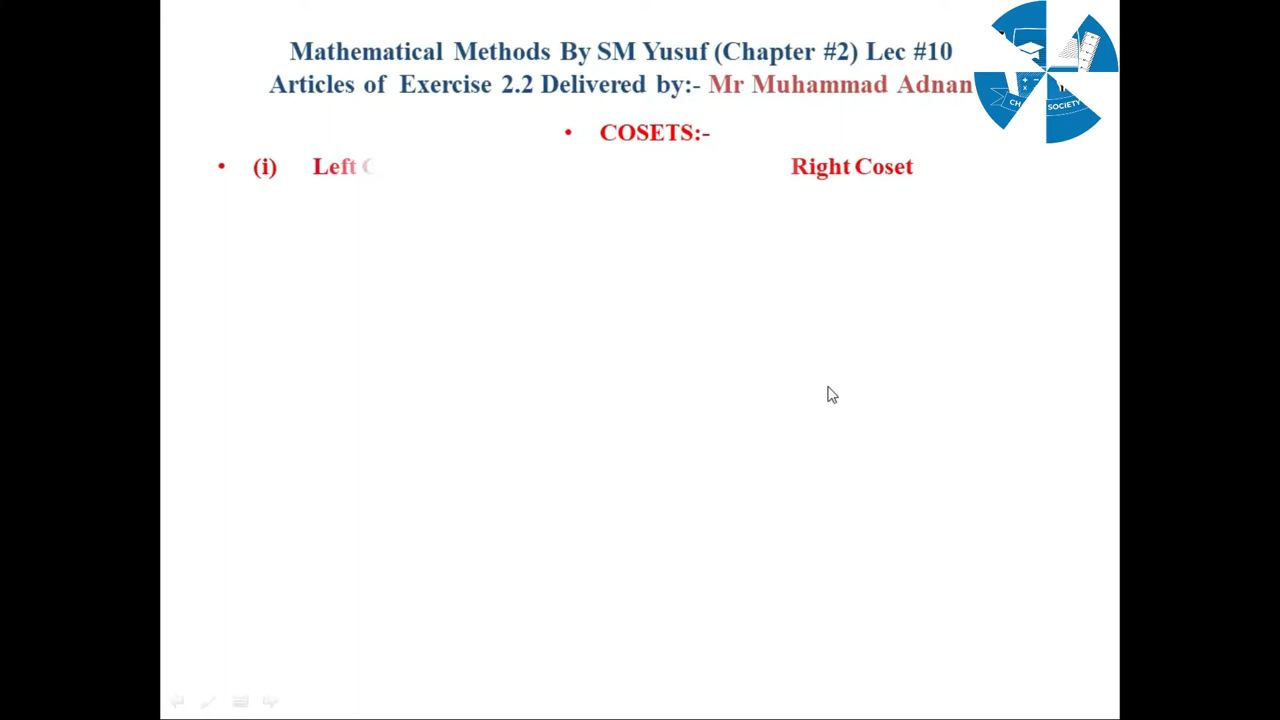 Mathematical Methods By SM Yusuf (Chapter #2) Lec #10
Articles of Exercise 2.2 Delivered by:- Mr Muhammad Adnan
• COSETS:-
• (i) Left Right Coset
SOCIETY